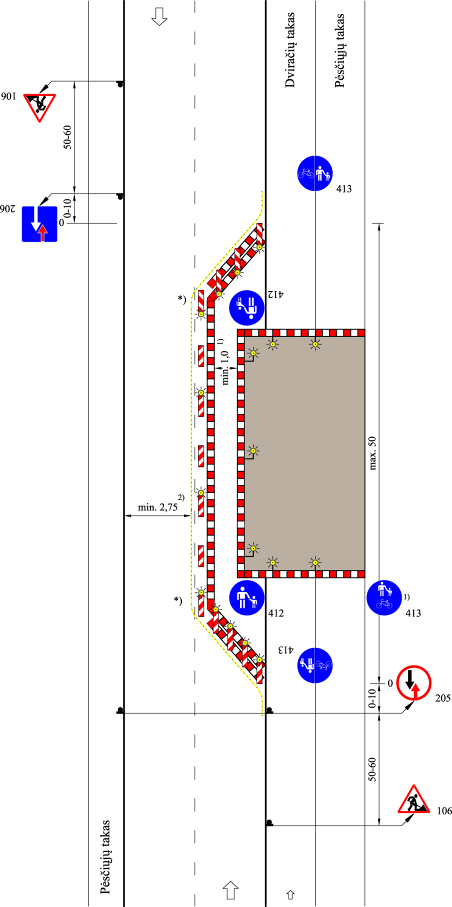 Dviračių takas
Pėsčiųjų takas
106
50-60
0-10
206
0
413
412
*)
min. 1,0 1)
min. 2,75 2)
max. 50
*)
412
413 1)
413
0
0-10
205
50-60
106
Pėsčiųjų takas